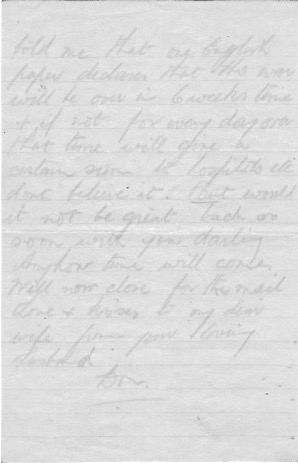 told me that one English
paper declares that the war
will be over in 6 weeks time
& if not for every day over
that time will give a
certain sum to hospitals etc
dont believe it. But would
it not be great back so
soon with you darling
Anyhow time will come.
Will now close for the mail
love & kisses to my dear
wife from your loving
husband